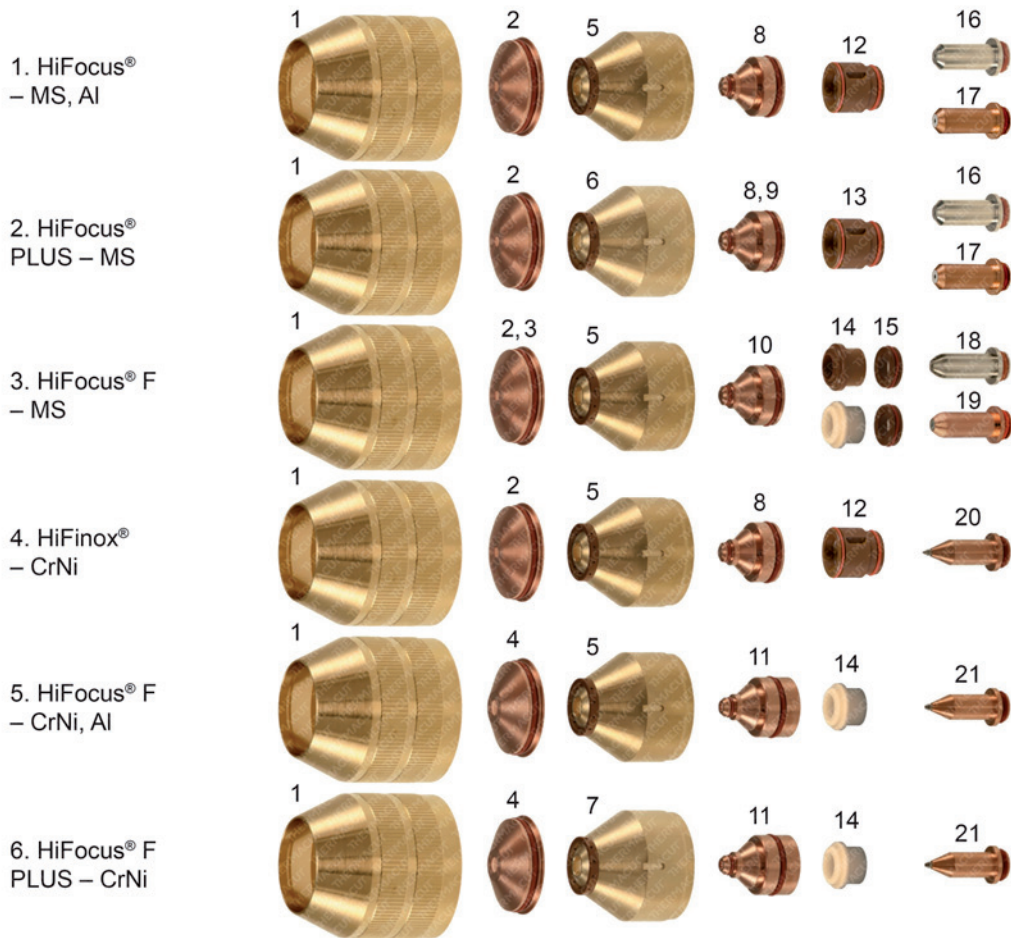 1 2 5 8 12 16
1. HiFocus®
– MS, Al
17
1 2 6 8, 9 13 16
2. HiFocus®
PLUS – MS
17
1 2, 3 5 10 14 15 18
3. HiFocus® F
– MS
19
1 2 5 8 12 20
4. HiFinox®
– CrNi
1 4 5 11 14 21
5. HiFocus® F
– CrNi, Al
1 4 7 11 14 21
6. HiFocus® F
PLUS – CrNi